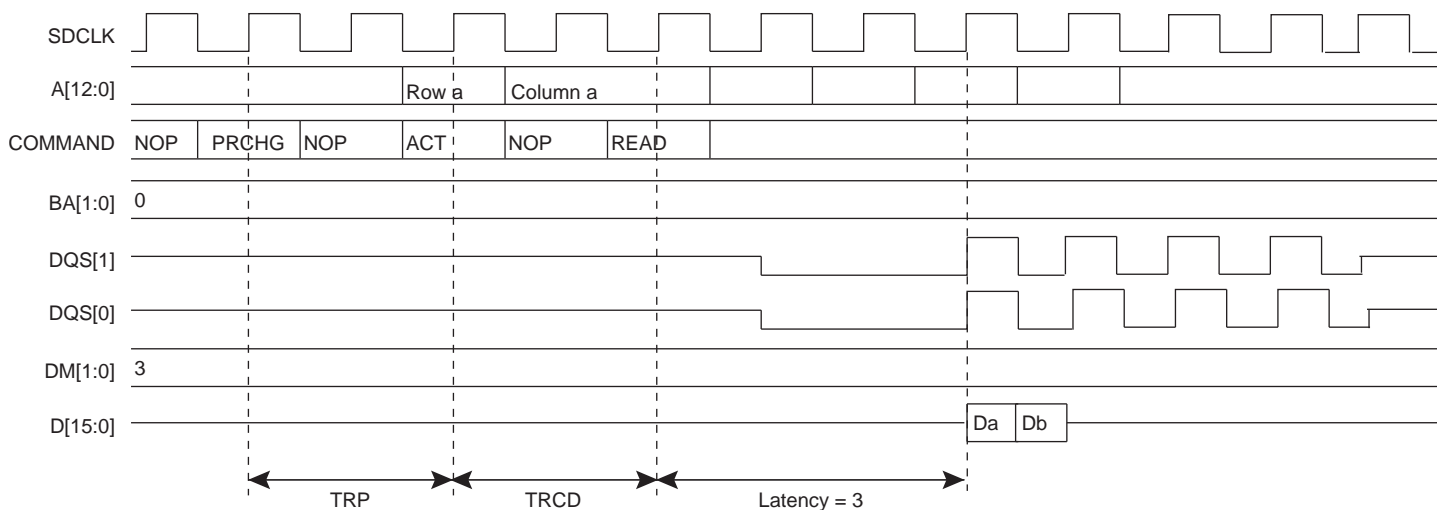 SDCLK
A[12:0] Row a Column a
COMMAND NOP PRCHG NOP ACT NOP READ
BA[1:0] 0
DQS[1]
DQS[0]
DM[1:0] 3
D[15:0] Da Db
TRP TRCD Latency = 3